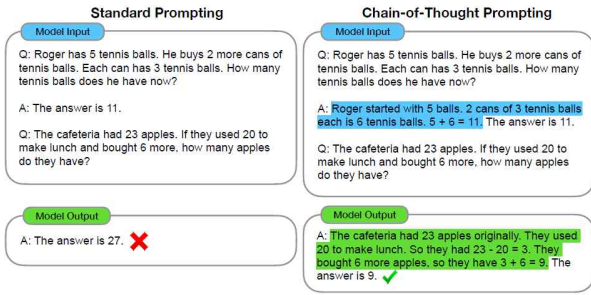 Standard Prompting
Model Input
Q: Roger has 5 tennis balls. He buys 2 more cans of
tennis balls. Each can has 3 tennis balls. How many
tennis balls does he have now?
A: The answer is 11.
Q: The cafeteria had 23 apples. If they used 20 to
make lunch and bought 6 more, how many apples
do they have?
Model Output
A: The answer is 27.
Chain-of-Thought Prompting
Model Input
Q: Roger has 5 tennis balls. He buys 2 more cans of
tennis balls. Each can has 3 tennis balls. How many
tennis balls does he have now?
A: Roger started with 5 balls. 2 cans of 3 tennis balls
each is 6 tennis balls. 5 + 6 = 11. The answer is 11.
Q: The cafeteria had 23 apples. If they used 20 to
make lunch and bought 6 more, how many apples
do they have?
Model Output
A: The cafeteria had 23 apples originally. They used
20 to make lunch. So they had 23 - 20 = 3. They
bought 6 more apples, so they have 3 + 6 = 9. The
answer is 9.